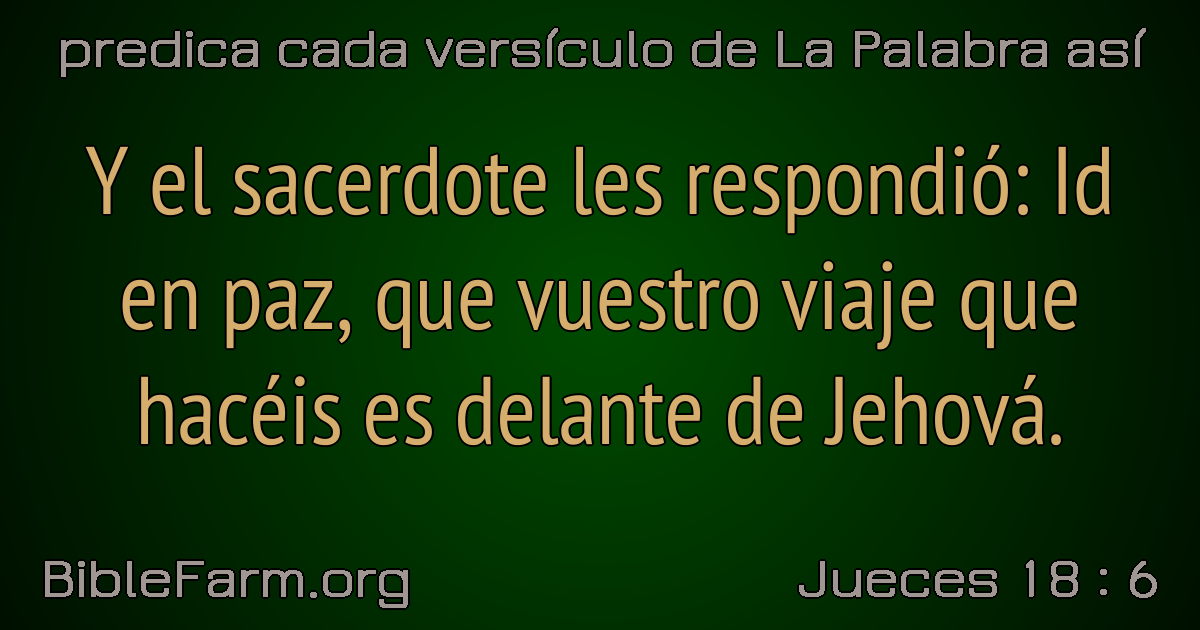 predica cada versículo de La Palabra así
Y el sacerdote les respondió: Id
en paz, que vuestro viaje que
hacéis es delante de Jehová.
BibleFarm.org
Jueces 18 : 6